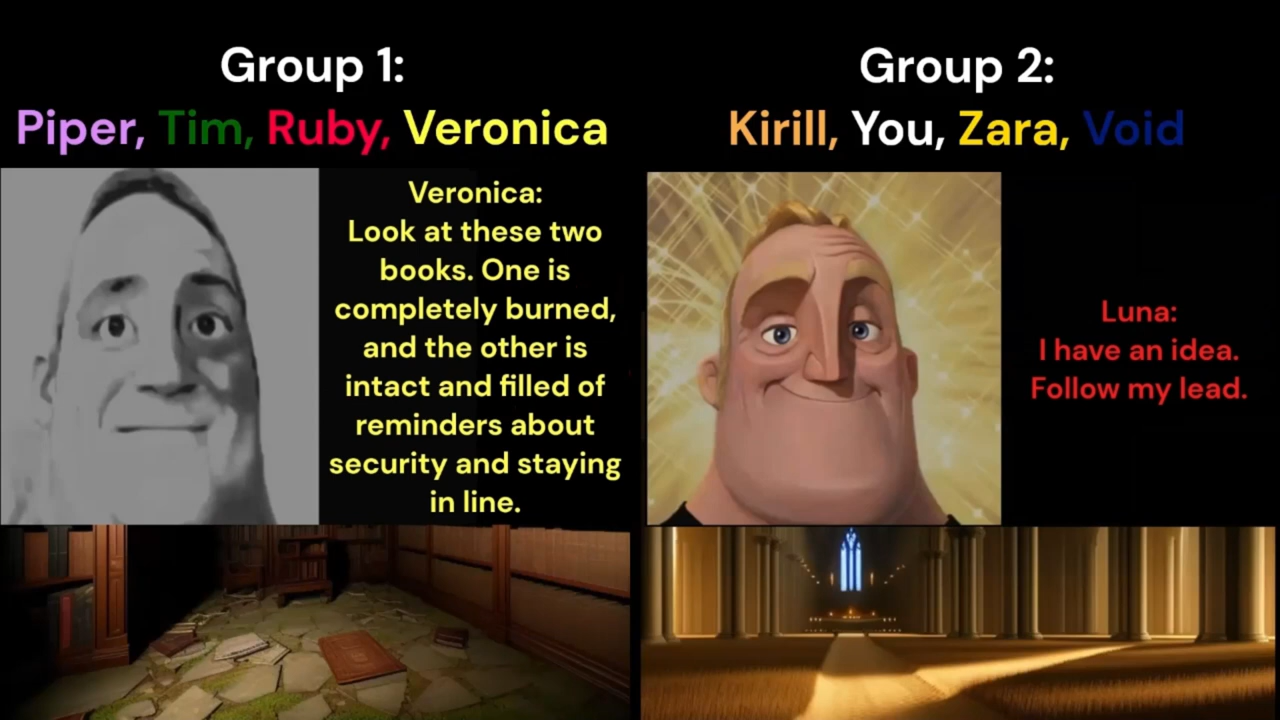 Group 1:
Piper, Tim, Ruby, Veronica
Veronica:
Look at these two
books. One is
completely burned,
and the other is
intact and filled of
reminders about
security and staying
in line.
Group 2:
Kirill, You, Zara, Void
Luna:
I have an idea.
Follow my lead.